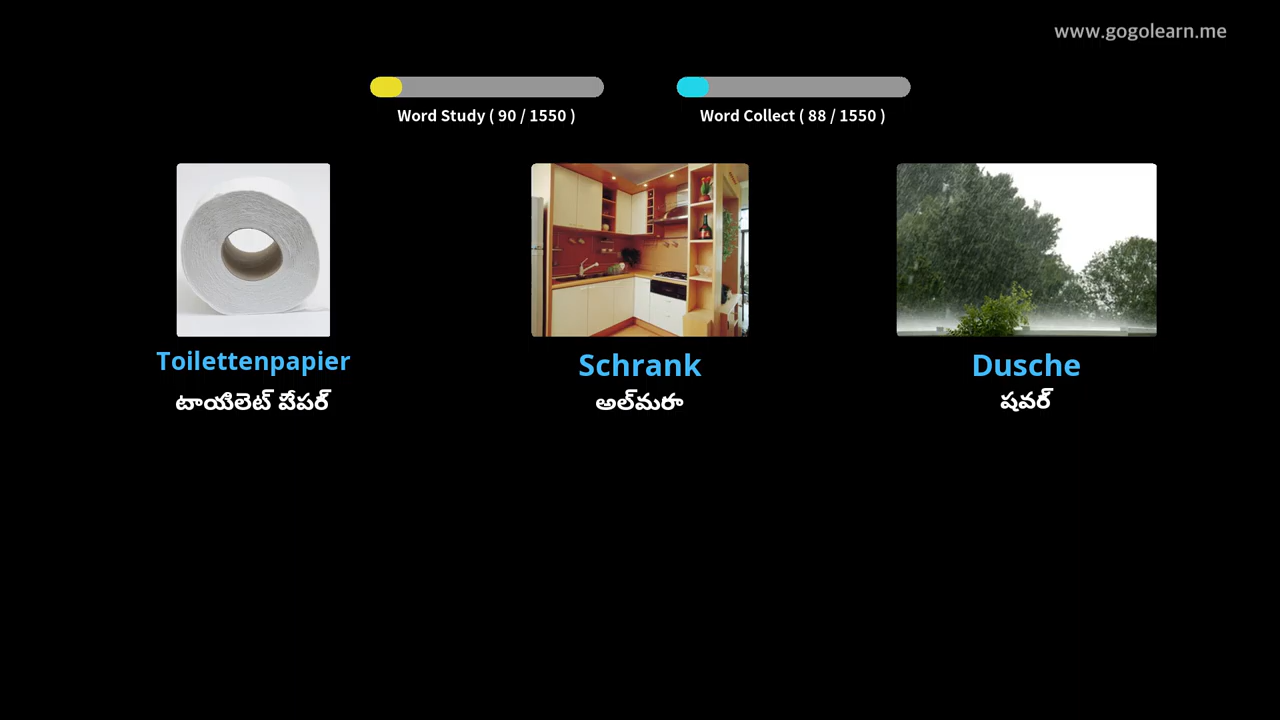 www.gogolearn.me
Word Study ( 90 / 1550 )
Word Collect ( 88 / 1550 )
Toilettenpapier
Schrank
Dusche
టాయిలెట్ పేపర్
అల్‌మరా
షవర్